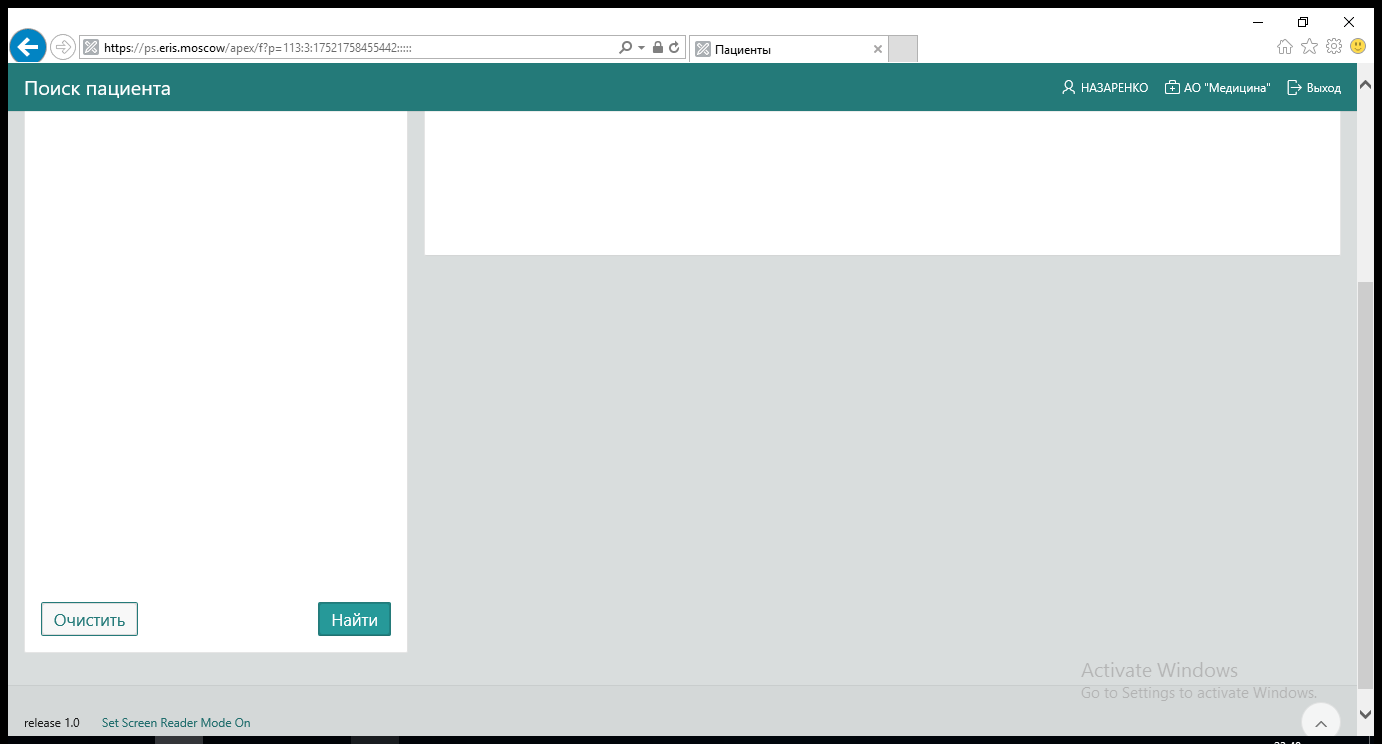 https://ps.eris.moscow/apex/f?p=113:3:17521758455442:::::
Пациенты
Поиск пациента
НАЗАРЕНКО
АО "Медицина"
Выход
Очистить
Найти
Activate Windows
Go to Settings to activate Windows.
release 1.0
Set Screen Reader Mode On